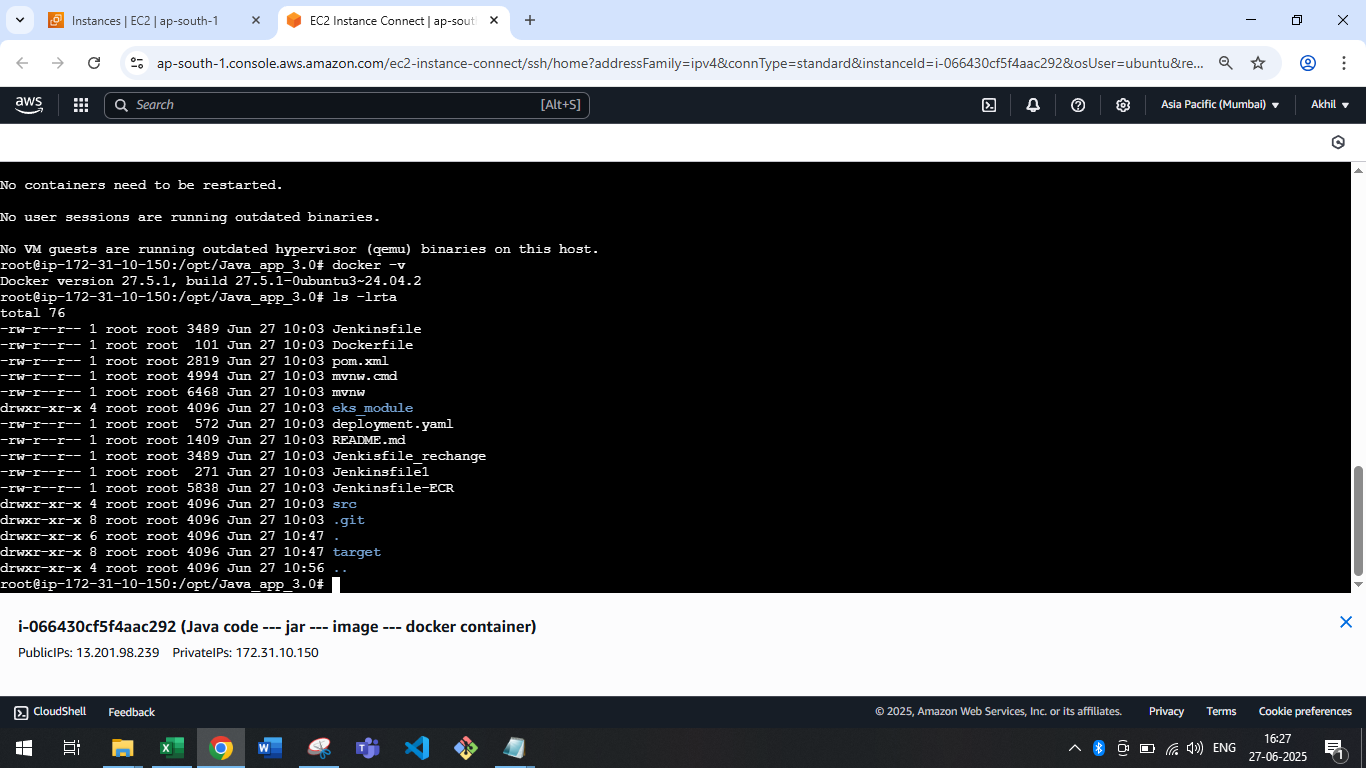 Instances | EC2 | ap-south-1
EC2 Instance Connect | ap-sout
ap-south-1.console.aws.amazon.com/ec2-instance-connect/ssh/home?addressFamily=ipv4&connType=standard&instanceId=i-066430cf5f4aac292&osUser=ubuntu&re...
aws
Search
[Alt+S]
Asia Pacific (Mumbai)
Akhil
No containers need to be restarted.
No user sessions are running outdated binaries.
No VM guests are running outdated hypervisor (qemu) binaries on this host.
root@ip-172-31-10-150:/opt/Java_app_3.0# docker -v
Docker version 27.5.1, build 27.5.1-0ubuntu3~24.04.2
root@ip-172-31-10-150:/opt/Java_app_3.0# ls -lrta
total 76
-rw-r--r-- 1 root root 3489 Jun 27 10:03 Jenkinsfile
-rw-r--r-- 1 root root  101 Jun 27 10:03 Dockerfile
-rw-r--r-- 1 root root 2819 Jun 27 10:03 pom.xml
-rw-r--r-- 1 root root 4994 Jun 27 10:03 mvnw.cmd
-rw-r--r-- 1 root root 6468 Jun 27 10:03 mvnw
drwxr-xr-x 4 root root 4096 Jun 27 10:03 eks_module
-rw-r--r-- 1 root root  572 Jun 27 10:03 deployment.yaml
-rw-r--r-- 1 root root 1409 Jun 27 10:03 README.md
-rw-r--r-- 1 root root 3489 Jun 27 10:03 Jenkisfile_rechange
-rw-r--r-- 1 root root  271 Jun 27 10:03 Jenkinsfile1
-rw-r--r-- 1 root root 5838 Jun 27 10:03 Jenkinsfile-ECR
drwxr-xr-x 4 root root 4096 Jun 27 10:03 src
drwxr-xr-x 8 root root 4096 Jun 27 10:03 .git
drwxr-xr-x 6 root root 4096 Jun 27 10:47 .
drwxr-xr-x 8 root root 4096 Jun 27 10:47 target
drwxr-xr-x 4 root root 4096 Jun 27 10:56 ..
root@ip-172-31-10-150:/opt/Java_app_3.0#
i-066430cf5f4aac292 (Java code --- jar --- image --- docker container)
PublicIPs: 13.201.98.239 PrivateIPs: 172.31.10.150
CloudShell
Feedback
© 2025, Amazon Web Services, Inc. or its affiliates.
Privacy
Terms
Cookie preferences
ENG
16:27
27-06-2025
1